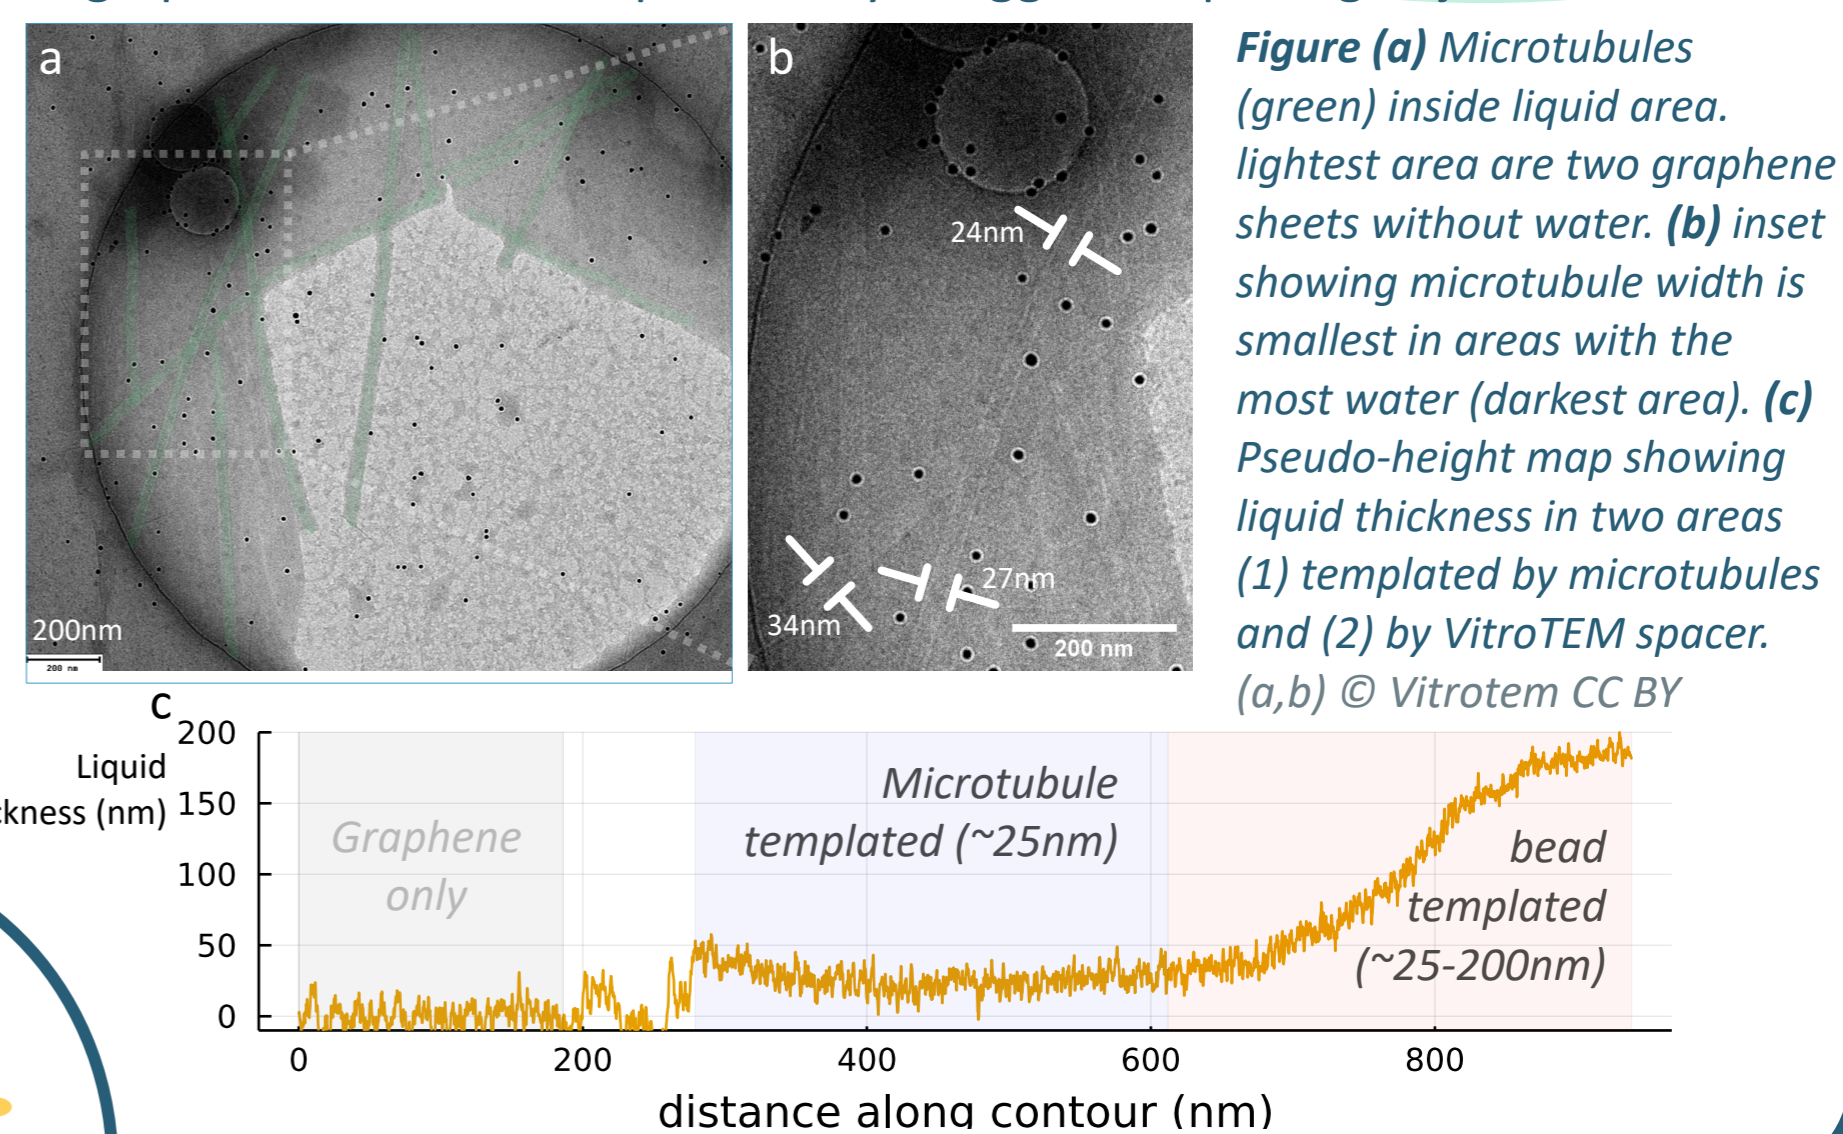 a
200nm
200 nm
b
24nm
27nm
34nm
200 nm
Figure (a) Microtubules
(green) inside liquid area.
lightest area are two graphene
sheets without water. (b) inset
showing microtubule width is
smallest in areas with the
most water (darkest area). (c)
Pseudo-height map showing
liquid thickness in two areas
(1) templated by microtubules
and (2) by VitroTEM spacer.
(a,b) © Vitrotem CC BY
c
Liquid
ckness (nm)
200
150
100
50
0
Graphene
only
Microtubule
templated (~25nm)
bead
templated
(~25-200nm)
0 200 400 600 800
distance along contour (nm)